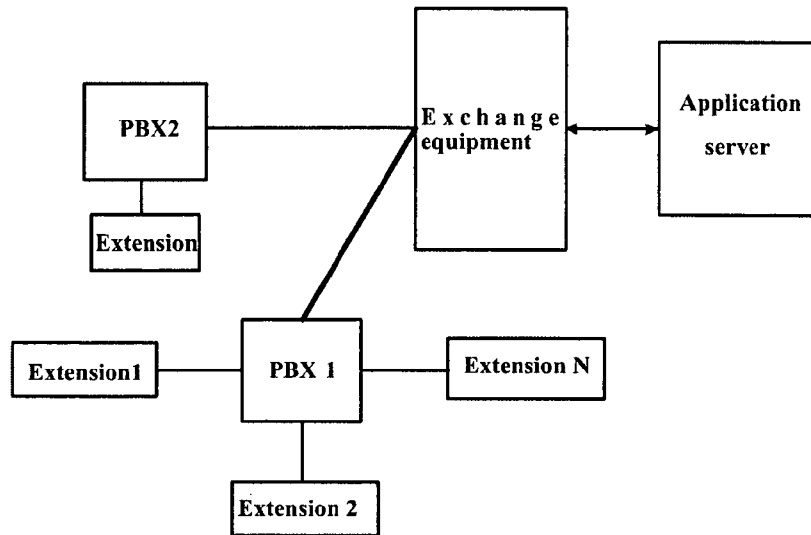 PBX2
Exchange
equipment
Application
server
Extension
Extension1
PBX 1
Extension N
Extension 2